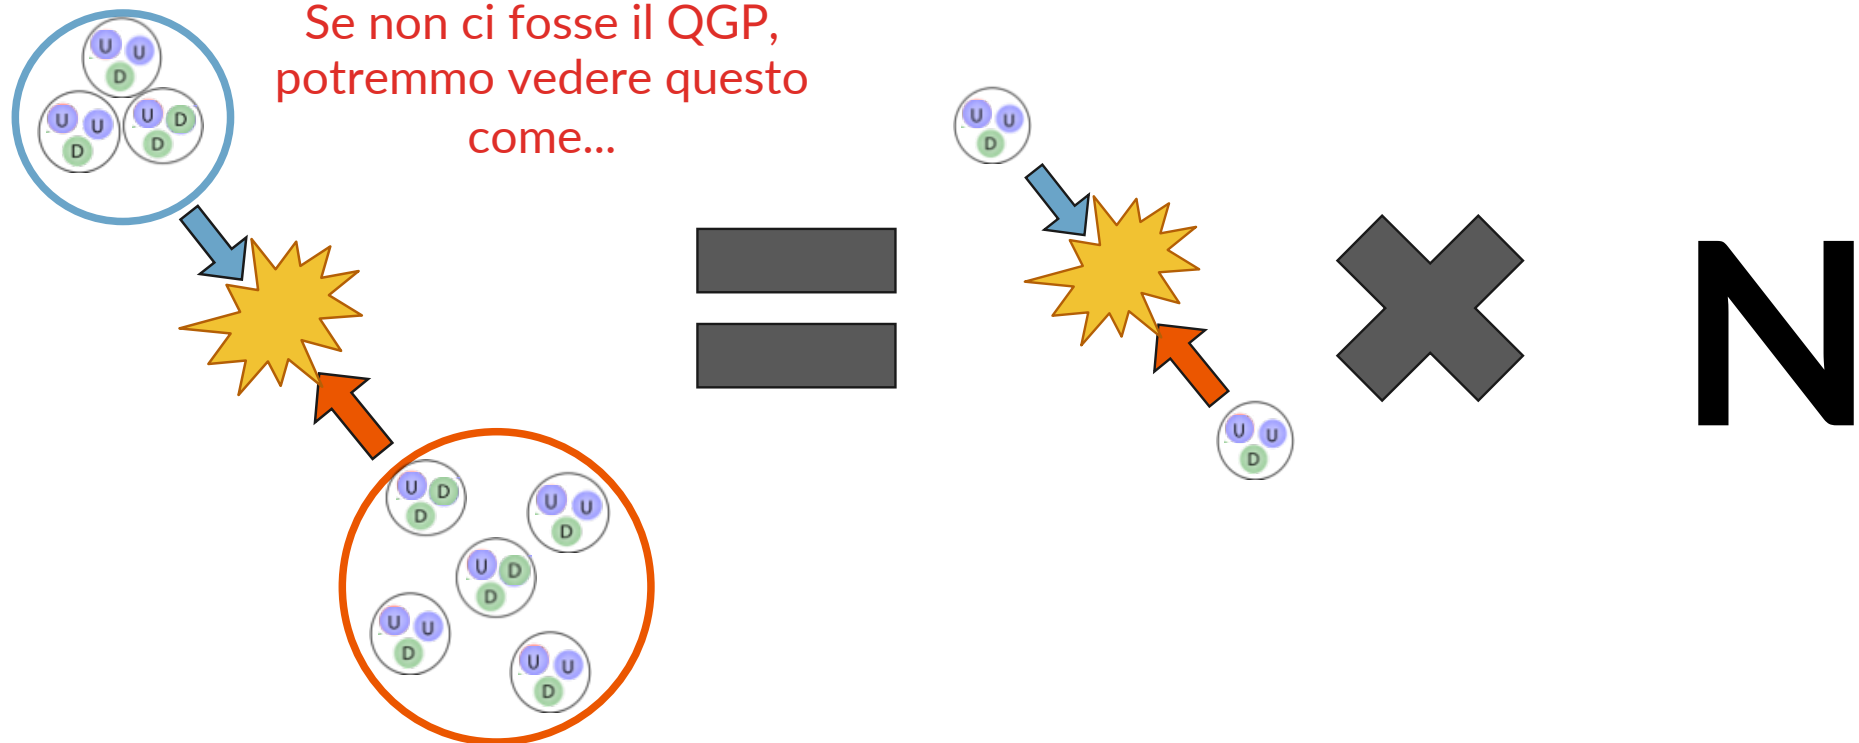 Se non ci fosse il QGP,
potremmo vedere questo
come...
U U
D
U U
D
U D
D
U U
D
N
U U
D
U D
D
U U
D
U D
D
U U
D
U U
D